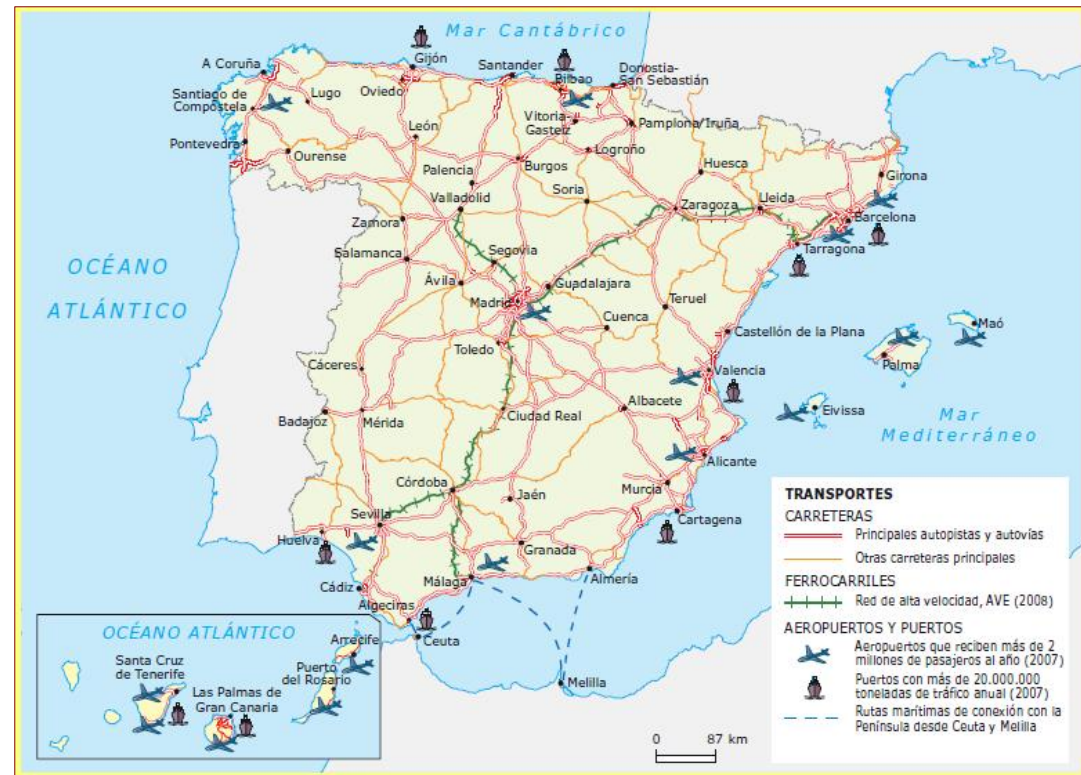 Mar Cantábrico
Gijón
A Coruña
Santander
Donostia-
San Sebastián
Bilbao
Oviedo
Lugo
Santiago de
Compostela
Vitoria-
Gasteiz
Pamplona/Iruña
León
Pontevedra
Ourense
Logroño
Burgos
Huesca
Palencia
Girona
Soria
Valladolid
Zaragoza
Lleida
Zamora
Barcelona
Tarragona
Segovia
Salamanca
OCÉANO
ATLÁNTICO
Ávila
Guadalajara
Madrid
Teruel
Cuenca
Maó
Castellón de la Plana
Toledo
Palma
Cáceres
Valencia
Ciudad Real
Albacete
Eivissa
Badajoz
Mérida
Mar
Mediterráneo
Alicante
Córdoba
Jaén
Murcia
Sevilla
Cartagena
Huelva
Granada
Málaga
Almería
Cádiz
Algeciras
Ceuta
Melilla
OCÉANO ATLÁNTICO
Arrecife
Santa Cruz
de Tenerife
Puerto
del Rosario
Las Palmas de
Gran Canaria
0 87 km
TRANSPORTES
CARRETERAS
Principales autopistas y autovías
Otras carreteras principales
FERROCARRILES
Red de alta velocidad, AVE (2008)
AEROPUERTOS Y PUERTOS
Aeropuertos que reciben más de 2
millones de pasajeros al año (2007)
Puertos con más de 20.000.000
toneladas de tráfico anual (2007)
Rutas marítimas de conexión con la
Península desde Ceuta y Melilla